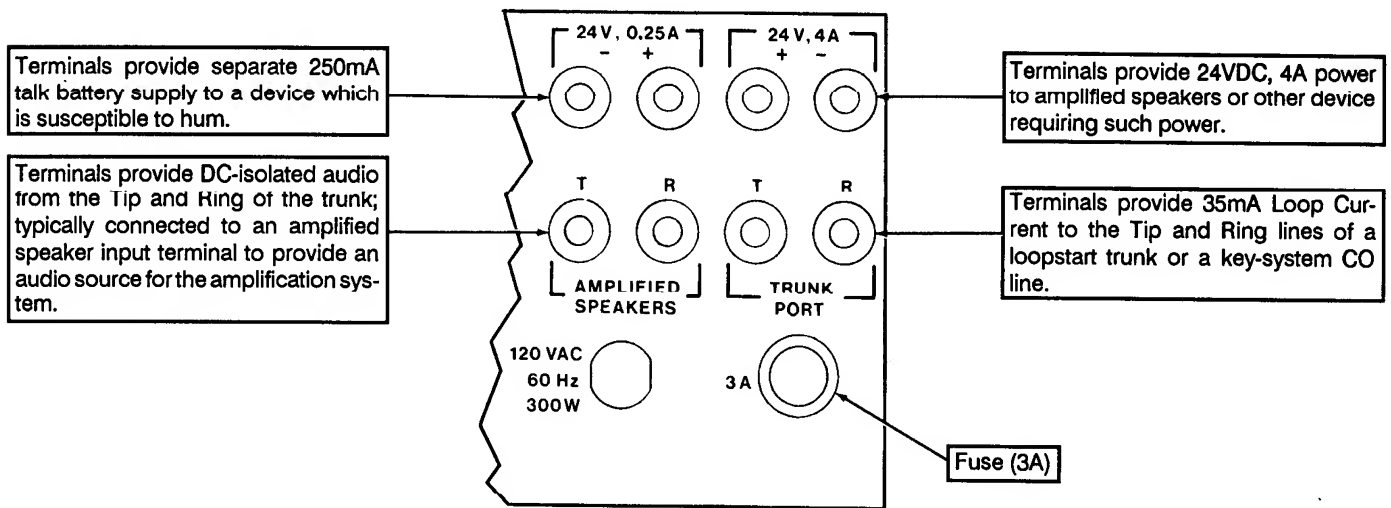 Terminals provide separate 250mA
talk battery supply to a device which
is susceptible to hum.
Terminals provide DC-isolated audio
from the Tip and Ring of the trunk;
typically connected to an amplified
speaker input terminal to provide an
audio source for the amplification sys-
tem.
24V, 0.25A
- +
24V, 4A
+ -
T R T R
AMPLIFIED
SPEAKERS
TRUNK
PORT
120 VAC
60 Hz
300W
3A
Terminals provide 24VDC, 4A power
to amplified speakers or other device
requiring such power.
Terminals provide 35mA Loop Cur-
rent to the Tip and Ring lines of a
loopstart trunk or a key-system CO
line.
Fuse (3A)